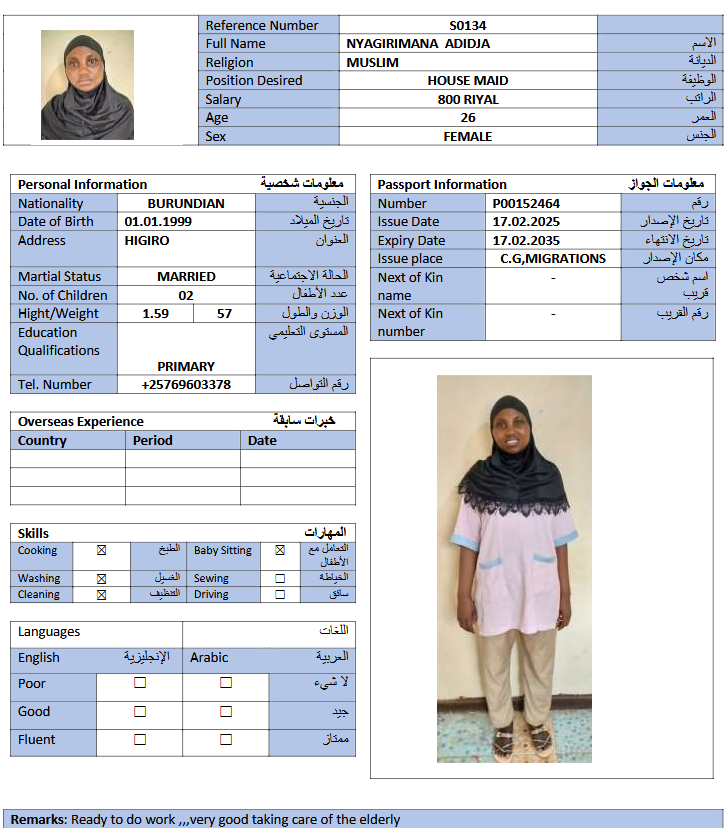 Reference Number S0134
Full Name NYAGIRIMANA ADIDJA الاسم
Religion MUSLIM الديانة
Position Desired HOUSE MAID الوظيفة
Salary 800 RIYAL الراتب
Age 26 العمر
Sex FEMALE الجنس
Personal Information معلومات شخصية
Nationality BURUNDIAN الجنسية
Date of Birth 01.01.1999 تاريخ الميلاد
Address HIGIRO العنوان
Martial Status MARRIED الحالة الاجتماعية
No. of Children 02 عدد الأطفال
Hight/Weight 1.59 57 الوزن والطول
Education Qualifications PRIMARY المستوى التعليمي
Tel. Number +25769603378 رقم التواصل
Passport Information معلومات الجواز
Number P00152464 رقم
Issue Date 17.02.2025 تاريخ الإصدار
Expiry Date 17.02.2035 تاريخ الانتهاء
Issue place C.G,MIGRATIONS مكان الإصدار
Next of Kin name - اسم شخص قريب
Next of Kin number - رقم القريب
Overseas Experience خبرات سابقة
Country Period Date
Skills المهارات
Cooking ☒ الطبخ Baby Sitting ☒ التعامل مع الأطفال
Washing ☒ الغسيل Sewing ☐ الخياطة
Cleaning ☒ التنظيف Driving ☐ سائق
Languages اللغات
English الإنجليزية Arabic العربية
Poor ☐ ☐ لا شيء
Good ☐ ☐ جيد
Fluent ☐ ☐ ممتاز
Remarks: Ready to do work ,,,very good taking care of the elderly